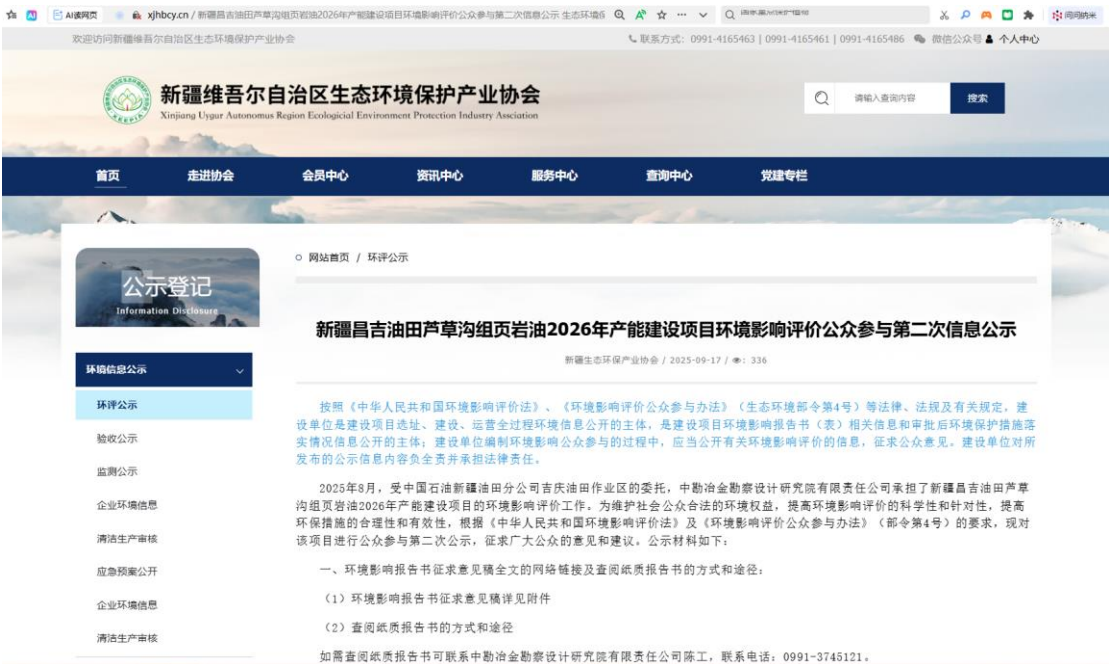 AI读网页
xjhbcy.cn / 新疆昌吉油田芦草沟组页岩油2026年产能建设项目环境影响评价公众参与第二次信息公示 生态环境
同问纳米
欢迎访问新疆维吾尔自治区生态环境保护产业协会
联系方式: 0991-4165463 | 0991-4165461 | 0991-4165486
微信公众号
个人中心
新疆维吾尔自治区生态环境保护产业协会
Xinjiang Uygur Autonomous Region Ecologicial Environment Protection Industry Assciation
XEEPIA
请输入查询内容
搜索
首页
走进协会
会员中心
资讯中心
服务中心
查询中心
党建专栏
公示登记
Information Disclosure
网站首页 / 环评公示
新疆昌吉油田芦草沟组页岩油2026年产能建设项目环境影响评价公众参与第二次信息公示
新疆生态环保产业协会 / 2025-09-17 / : 336
环境信息公示
环评公示
验收公示
监测公示
企业环境信息
清洁生产审核
应急预案公开
企业环境信息
清洁生产审核
按照《中华人民共和国环境影响评价法》、《环境影响评价公众参与办法》（生态环境部令第4号）等法律、法规及有关规定，建
设单位是建设项目选址、建设、运营全过程环境信息公开的主体，是建设项目环境影响报告书（表）相关信息和审批后环境保护措施落
实情况信息公开的主体；建设单位编制环境影响公众参与的过程中，应当公开有关环境影响评价的信息，征求公众意见。建设单位对所
发布的公示信息内容负全责并承担法律责任。
2025年8月，受中国石油新疆油田分公司吉庆油田作业区的委托，中勘冶金勘察设计研究院有限责任公司承担了新疆昌吉油田芦草
沟组页岩油2026年产能建设项目的环境影响评价工作。为维护社会公众合法的环境权益，提高环境影响评价的科学性和针对性，提高
环保措施的合理性和有效性，根据《中华人民共和国环境影响评价法》及《环境影响评价公众参与办法》（部令第4号）的要求，现对
该项目进行公众参与第二次公示，征求广大公众的意见和建议。公示材料如下：
一、环境影响报告书征求意见稿全文的网络链接及查阅纸质报告书的方式和途径：
（1）环境影响报告书征求意见稿详见附件
（2）查阅纸质报告书的方式和途径
如需查阅纸质报告书可联系中勘冶金勘察设计研究院有限责任公司陈工，联系电话：0991-3745121。